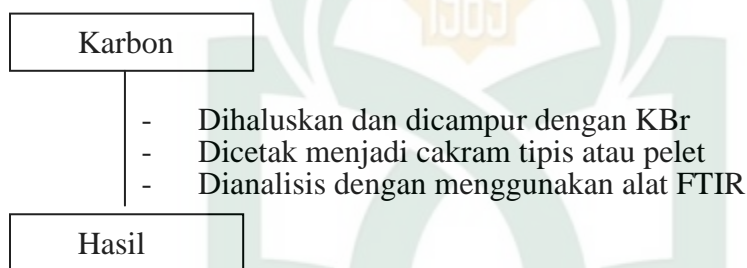 Karbon
- Dihaluskan dan dicampur dengan KBr
- Dicetak menjadi cakram tipis atau pelet
- Dianalisis dengan menggunakan alat FTIR
Hasil